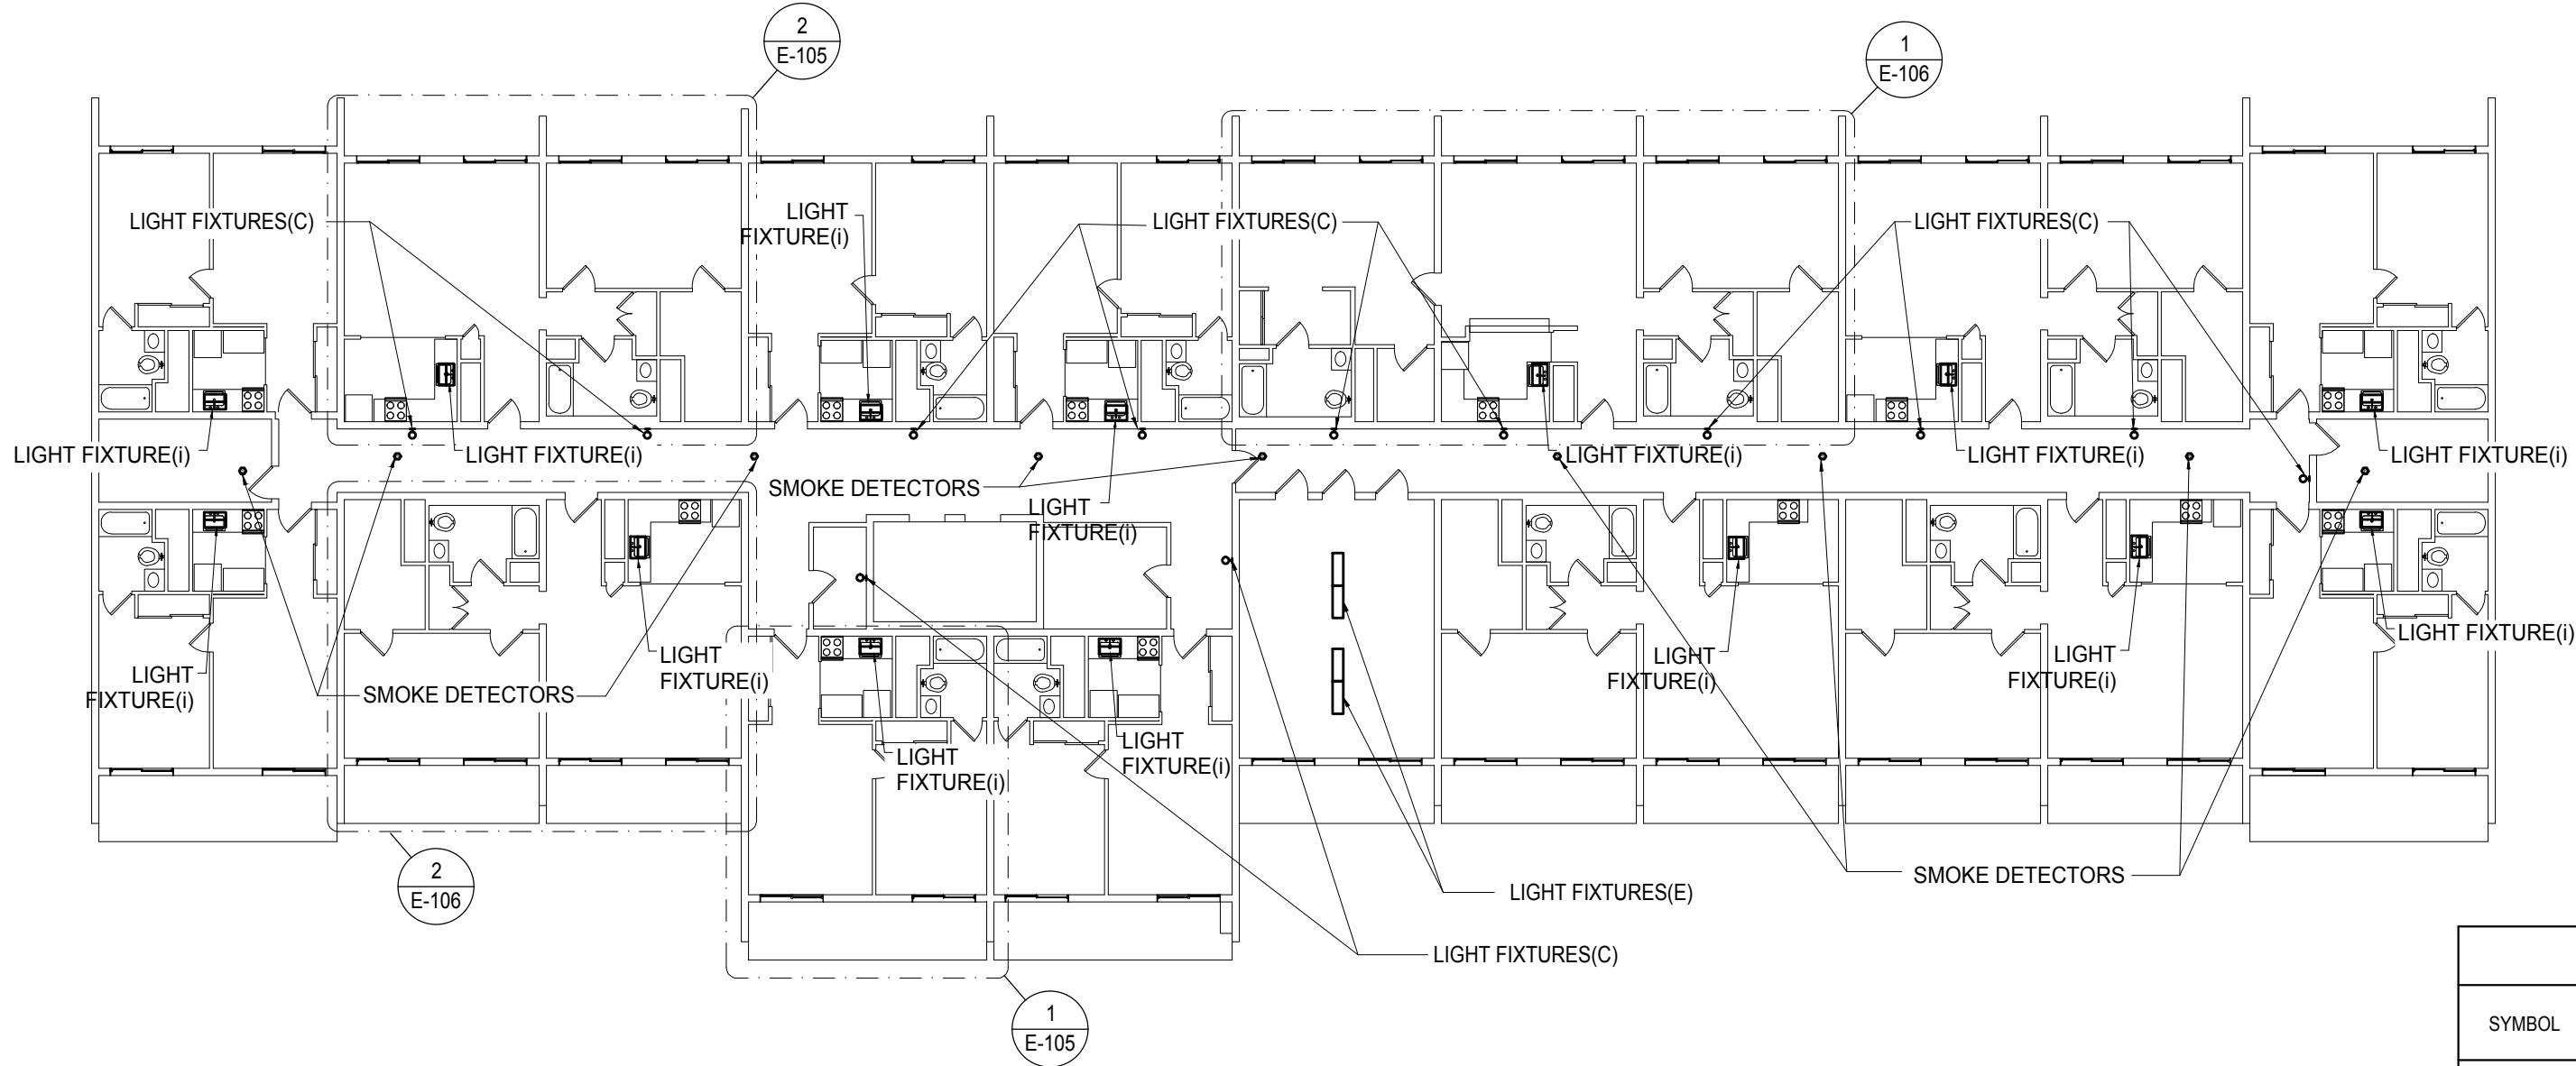 2
E-105
1
E-106
LIGHT FIXTURES(C)
LIGHT
FIXTURE(i)
LIGHT FIXTURES(C)
LIGHT FIXTURES(C)
LIGHT FIXTURE(i)
LIGHT FIXTURE(i)
LIGHT FIXTURE(i)
LIGHT FIXTURE(i)
LIGHT FIXTURE(i)
SMOKE DETECTORS
LIGHT
FIXTURE(i)
LIGHT
FIXTURE(i)
SMOKE DETECTORS
LIGHT
FIXTURE(i)
LIGHT
FIXTURE(i)
LIGHT
FIXTURE(i)
LIGHT FIXTURE(i)
LIGHT
FIXTURE(i)
LIGHT
FIXTURE(i)
2
E-106
SMOKE DETECTORS
LIGHT FIXTURES(E)
LIGHT FIXTURES(C)
1
E-105
SYMBOL